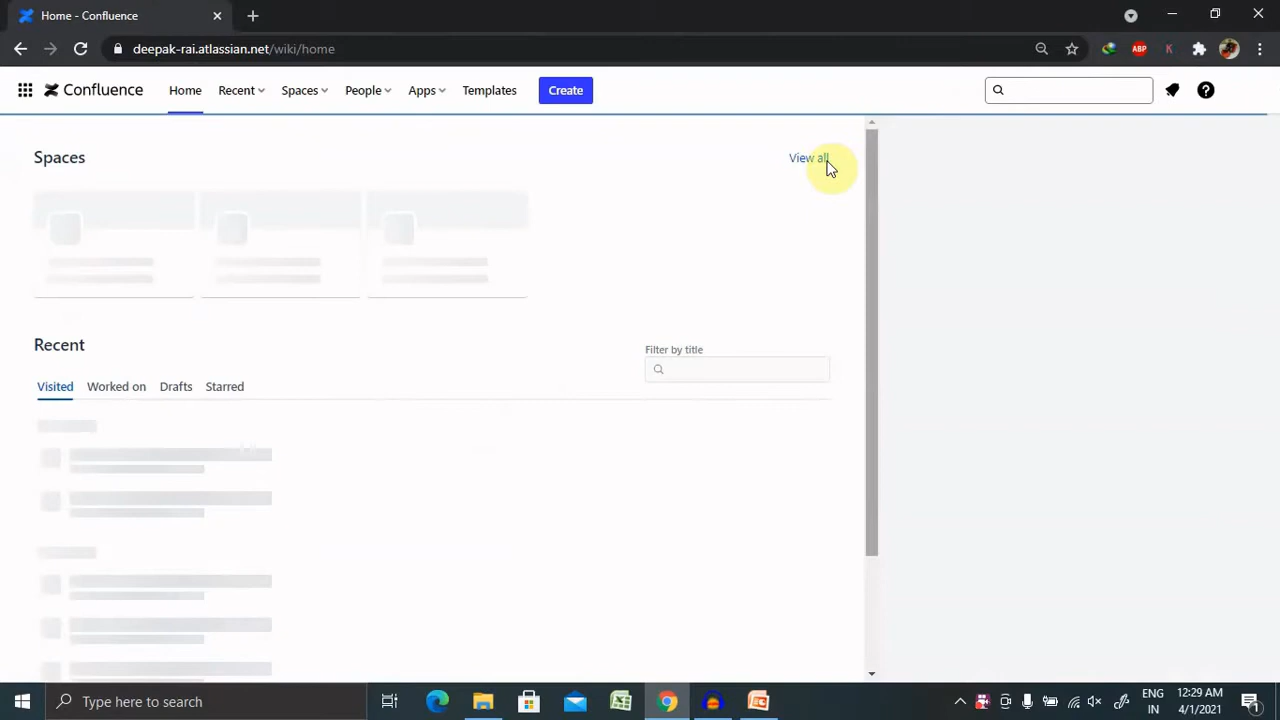 Home - Confluence
deepak-rai.atlassian.net/wiki/home
ABP
K
Confluence
Home
Recent
Spaces
People
Apps
Templates
Create
Spaces
View all
Recent
Filter by title
Visited
Worked on
Drafts
Starred
Type here to search
ENG
IN
12:29 AM
4/1/2021
1